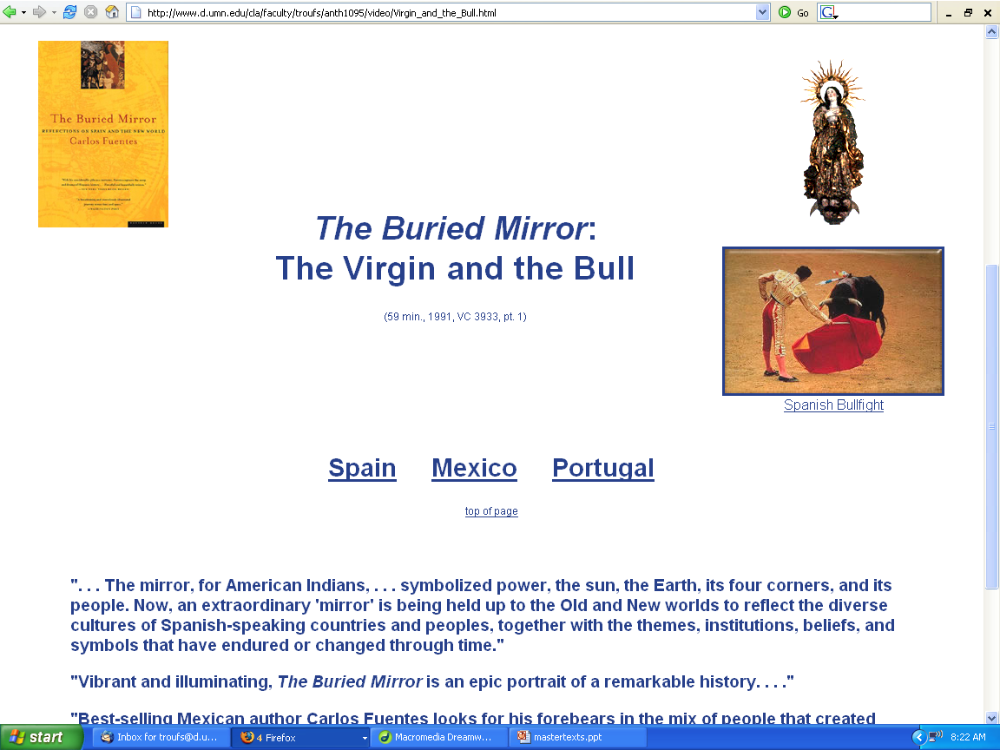 http://www.d.umn.edu/cla/faculty/troufs/anth1095/video/Virgin_and_the_Bull.html
Go
G
The Buried Mirror
REFLECTIONS ON SPAIN AND THE NEW WORLD
Carlos Fuentes
The Buried Mirror:
The Virgin and the Bull
(59 min., 1991, VC 3933, pt. 1)
Spanish Bullfight
Spain Mexico Portugal
top of page
". . . The mirror, for American Indians, . . . symbolized power, the sun, the Earth, its four corners, and its
people. Now, an extraordinary 'mirror' is being held up to the Old and New worlds to reflect the diverse
cultures of Spanish-speaking countries and peoples, together with the themes, institutions, beliefs, and
symbols that have endured or changed through time."
"Vibrant and illuminating, The Buried Mirror is an epic portrait of a remarkable history. . . ."
"Best-selling Mexican author Carlos Fuentes looks for his forebears in the mix of people that created
start
Inbox for troufs@d.u...
4 Firefox
Macromedia Dreamw...
mastertexts.ppt
8:22 AM